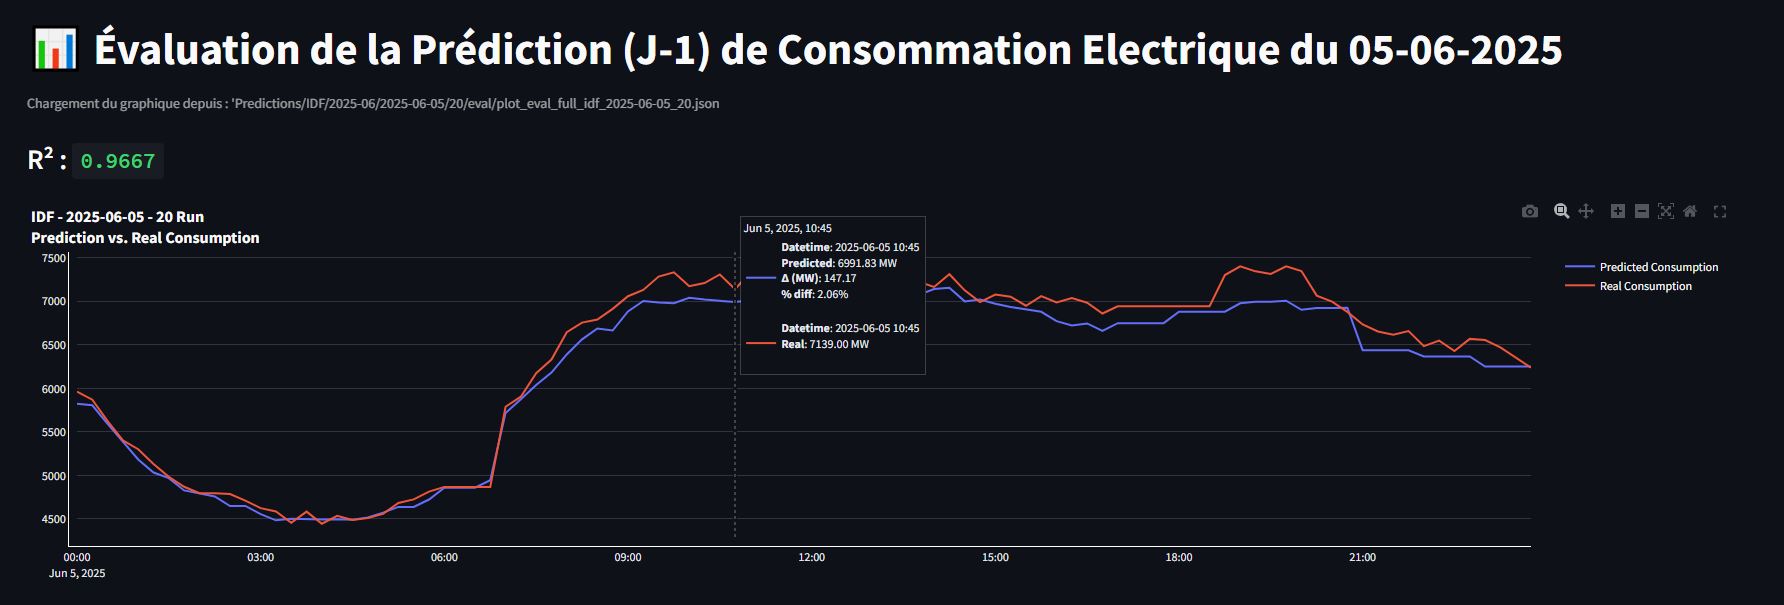 Évaluation de la Prédiction (J-1) de Consommation Electrique du 05-06-2025
Chargement du graphique depuis : 'Predictions/IDF/2025-06/2025-06-05/20/eval/plot_eval_full_idf_2025-06-05_20.json
R² : 0.9667
IDF - 2025-06-05 - 20 Run
Prediction vs. Real Consumption
Jun 5, 2025, 10:45
Datetime: 2025-06-05 10:45
Predicted: 6991.83 MW
Δ (MW): 147.17
% diff: 2.06%
Datetime: 2025-06-05 10:45
Real: 7139.00 MW
Predicted Consumption
Real Consumption
7500
7000
6500
6000
5500
5000
4500
00:00 03:00 06:00 09:00 12:00 15:00 18:00 21:00
Jun 5, 2025